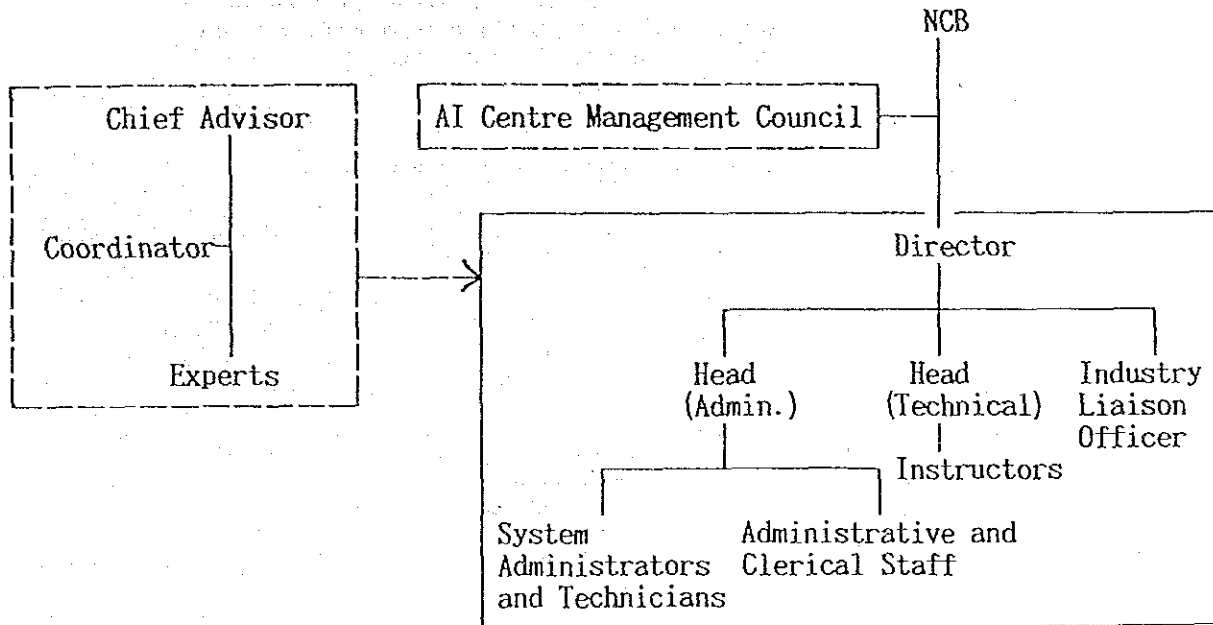 NCB
Chief Advisor
AI Centre Management Council
Coordinator
Director
Experts
Head
(Admin.)
Head
(Technical)
Industry
Liaison
Officer
Instructors
System
Administrators
and Technicians
Administrative and
Clerical Staff